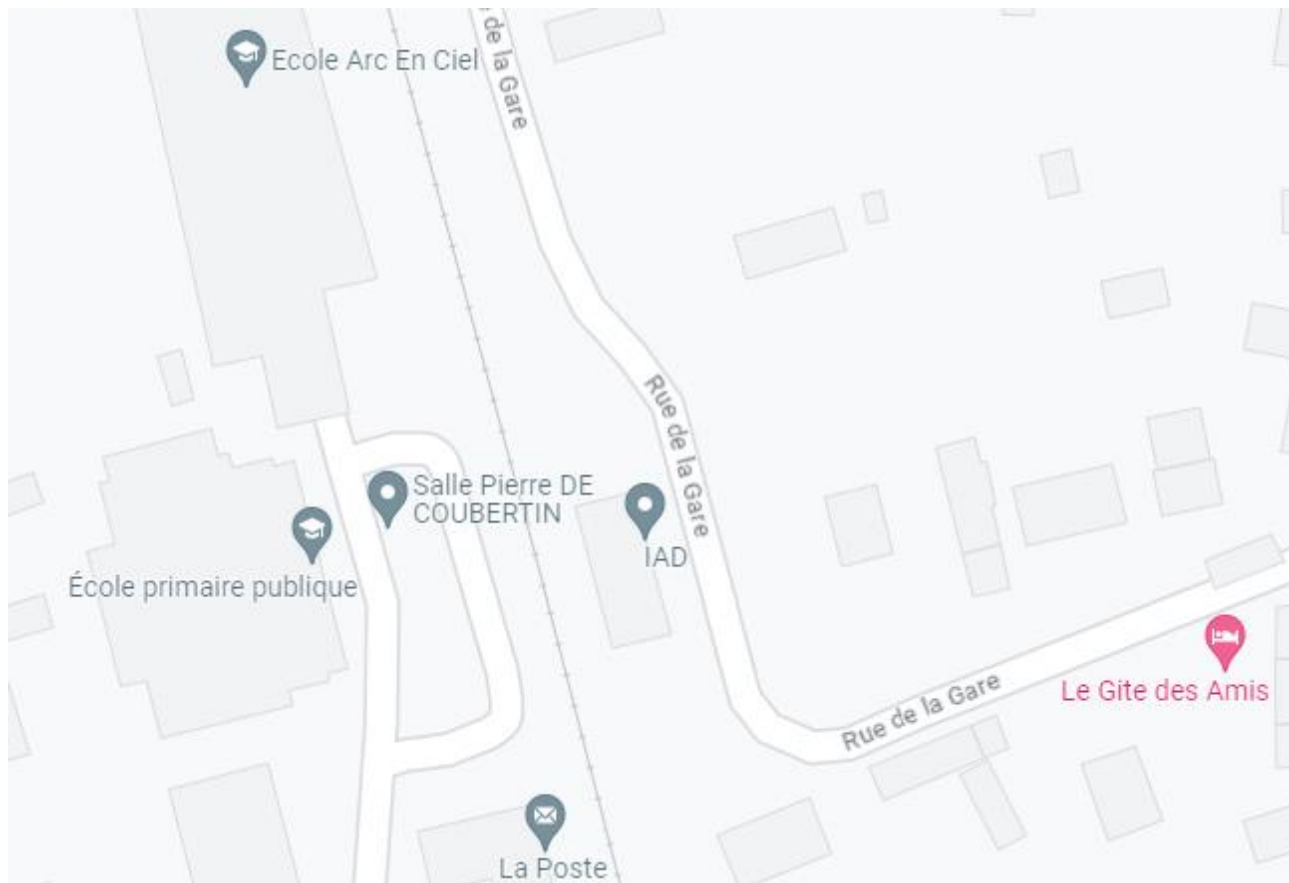 Ecole Arc En Ciel
de la Gare
Rue de la Gare
Salle Pierre DE
COUBERTIN
IAD
École primaire publique
Le Gite des Amis
Rue de la Gare
La Poste